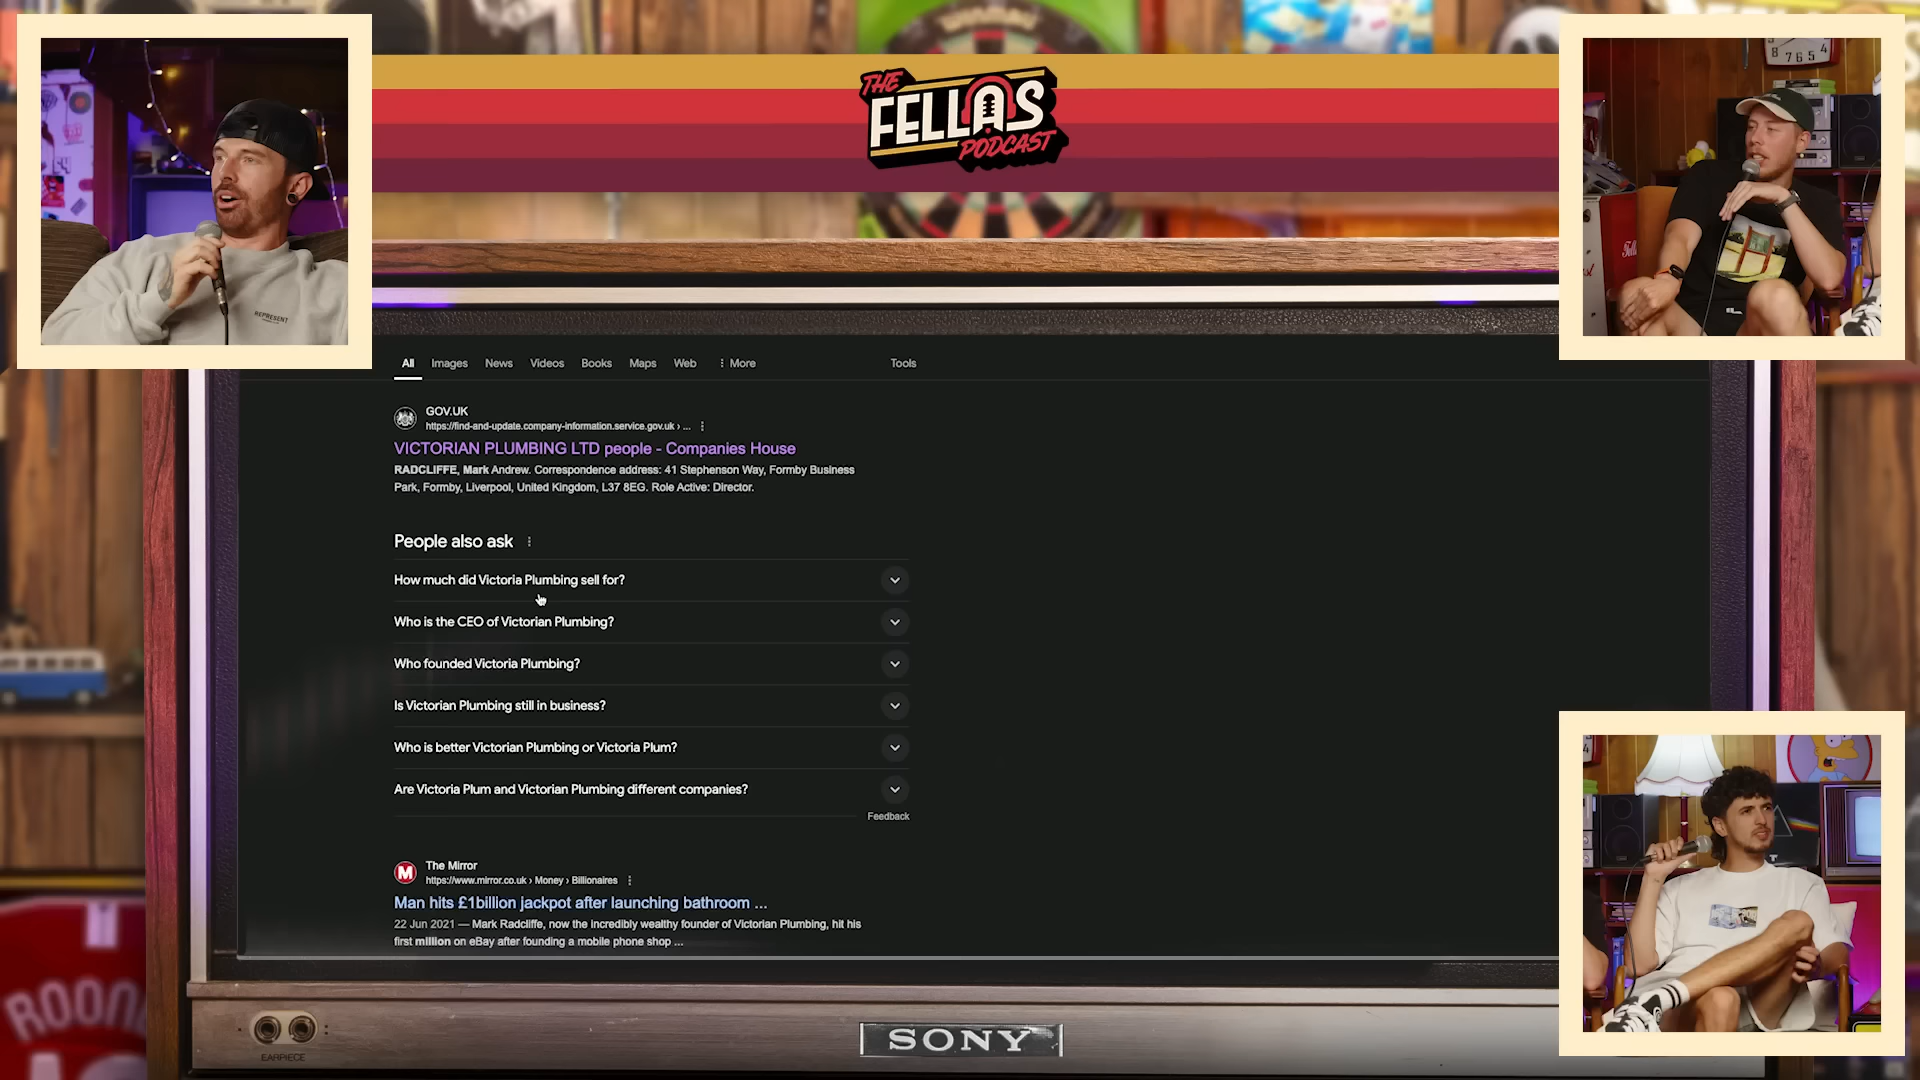 THE
FELLAS
PODCAST
8 7 6 5 4
REPRESENT
All Images News Videos Books Maps Web More Tools
GOV.UK
https://find-and-update.company-information.service.gov.uk › ...
VICTORIAN PLUMBING LTD people - Companies House
RADCLIFFE, Mark Andrew. Correspondence address: 41 Stephenson Way, Formby Business
Park, Formby, Liverpool, United Kingdom, L37 8EG. Role Active: Director.
People also ask
How much did Victoria Plumbing sell for?
Who is the CEO of Victorian Plumbing?
Who founded Victoria Plumbing?
Is Victorian Plumbing still in business?
Who is better Victorian Plumbing or Victoria Plum?
Are Victoria Plum and Victorian Plumbing different companies?
Feedback
M
The Mirror
https://www.mirror.co.uk › Money › Billionaires
Man hits £1billion jackpot after launching bathroom ...
22 Jun 2021 — Mark Radcliffe, now the incredibly wealthy founder of Victorian Plumbing, hit his
first million on eBay after founding a mobile phone shop ...
EARPIECE
SONY
ROON